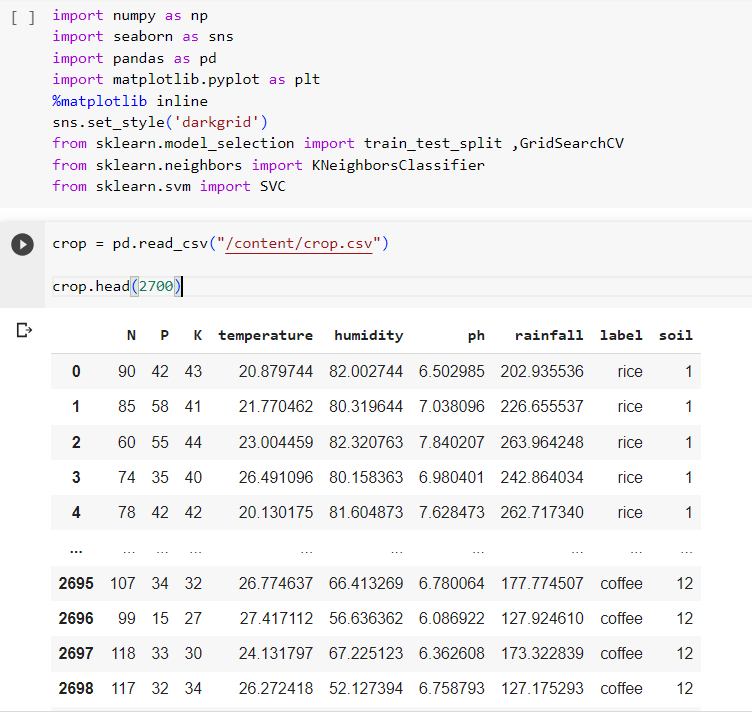 [ ] import numpy as np
import seaborn as sns
import pandas as pd
import matplotlib.pyplot as plt
%matplotlib inline
sns.set_style('darkgrid')
from sklearn.model_selection import train_test_split ,GridSearchCV
from sklearn.neighbors import KNeighborsClassifier
from sklearn.svm import SVC
crop = pd.read_csv("/content/crop.csv")
crop.head(2700)
N P K temperature humidity ph rainfall label soil
0 90 42 43 20.879744 82.002744 6.502985 202.935536 rice 1
1 85 58 41 21.770462 80.319644 7.038096 226.655537 rice 1
2 60 55 44 23.004459 82.320763 7.840207 263.964248 rice 1
3 74 35 40 26.491096 80.158363 6.980401 242.864034 rice 1
4 78 42 42 20.130175 81.604873 7.628473 262.717340 rice 1
... ... ... ... ... ... ... ... ... ...
2695 107 34 32 26.774637 66.413269 6.780064 177.774507 coffee 12
2696 99 15 27 27.417112 56.636362 6.086922 127.924610 coffee 12
2697 118 33 30 24.131797 67.225123 6.362608 173.322839 coffee 12
2698 117 32 34 26.272418 52.127394 6.758793 127.175293 coffee 12